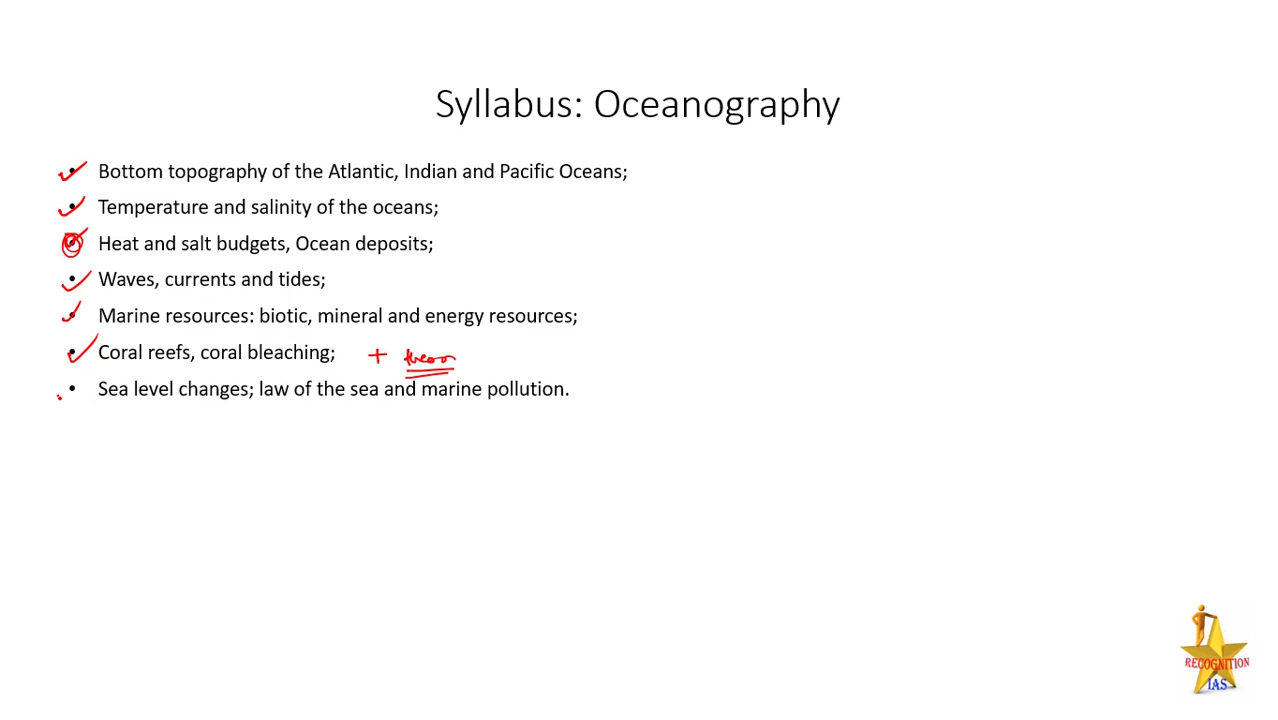 Syllabus: Oceanography
• Bottom topography of the Atlantic, Indian and Pacific Oceans;
• Temperature and salinity of the oceans;
• Heat and salt budgets, Ocean deposits;
• Waves, currents and tides;
• Marine resources: biotic, mineral and energy resources;
• Coral reefs, coral bleaching; +
• Sea level changes; law of the sea and marine pollution.
RECOGNITION
IAS